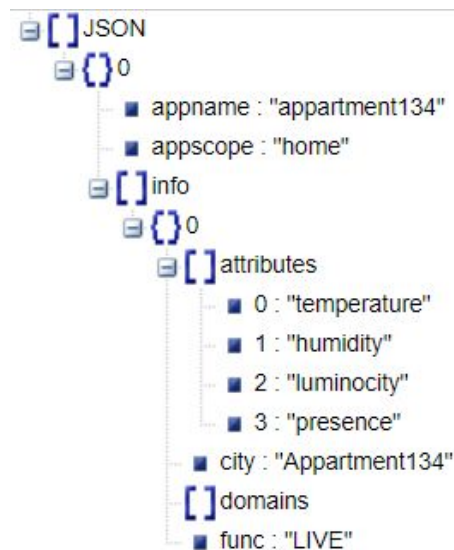 [ ] JSON
{ } 0
appname : "appartment134"
appscope : "home"
[ ] info
{ } 0
[ ] attributes
0 : "temperature"
1 : "humidity"
2 : "luminocity"
3 : "presence"
city : "Appartment134"
[ ] domains
func : "LIVE"